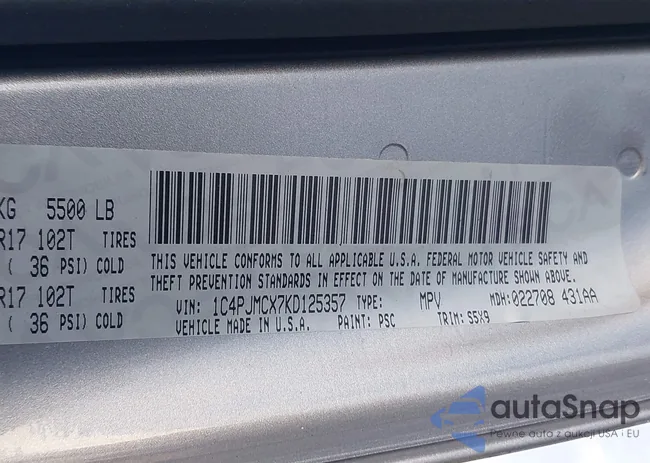 KG 5500 LB
R17 102T TIRES
( 36 PSI) COLD
R17 102T TIRES
( 36 PSI) COLD
THIS VEHICLE CONFORMS TO ALL APPLICABLE U.S.A. FEDERAL MOTOR VEHICLE SAFETY AND
THEFT PREVENTION STANDARDS IN EFFECT ON THE DATE OF MANUFACTURE SHOWN ABOVE.
VIN: 1C4PJMCX7KD125357 TYPE: MPV MDH: 022708 431AA
VEHICLE MADE IN U.S.A. PAINT: PSC TRIM: S5X9
autaSnap
Pewne auta z aukcji USA i EU